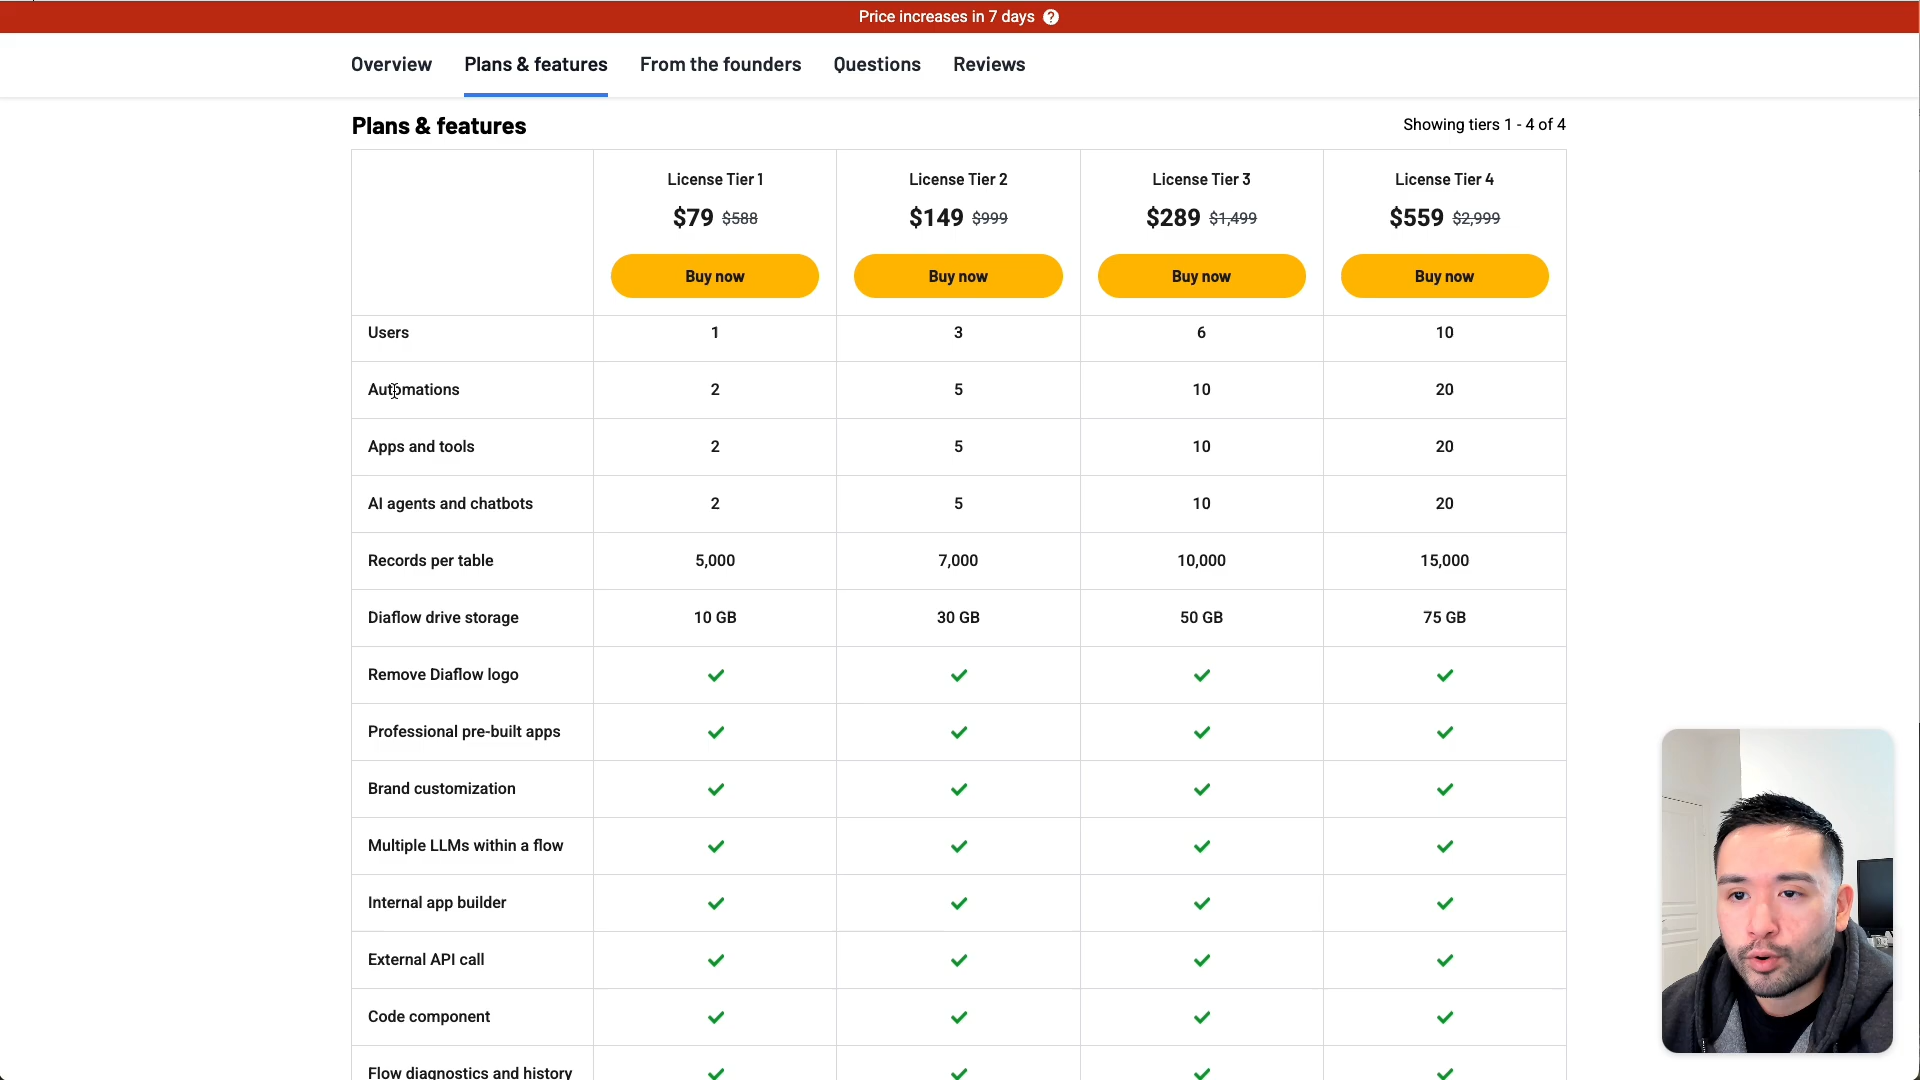 Price increases in 7 days ?
Overview Plans & features From the founders Questions Reviews
Plans & features Showing tiers 1 - 4 of 4
License Tier 1 License Tier 2 License Tier 3 License Tier 4
$79 $588 $149 $999 $289 $1,499 $559 $2,999
Buy now Buy now Buy now Buy now
Users 1 3 6 10
Automations 2 5 10 20
Apps and tools 2 5 10 20
AI agents and chatbots 2 5 10 20
Records per table 5,000 7,000 10,000 15,000
Diaflow drive storage 10 GB 30 GB 50 GB 75 GB
Remove Diaflow logo
Professional pre-built apps
Brand customization
Multiple LLMs within a flow
Internal app builder
External API call
Code component
Flow diagnostics and history